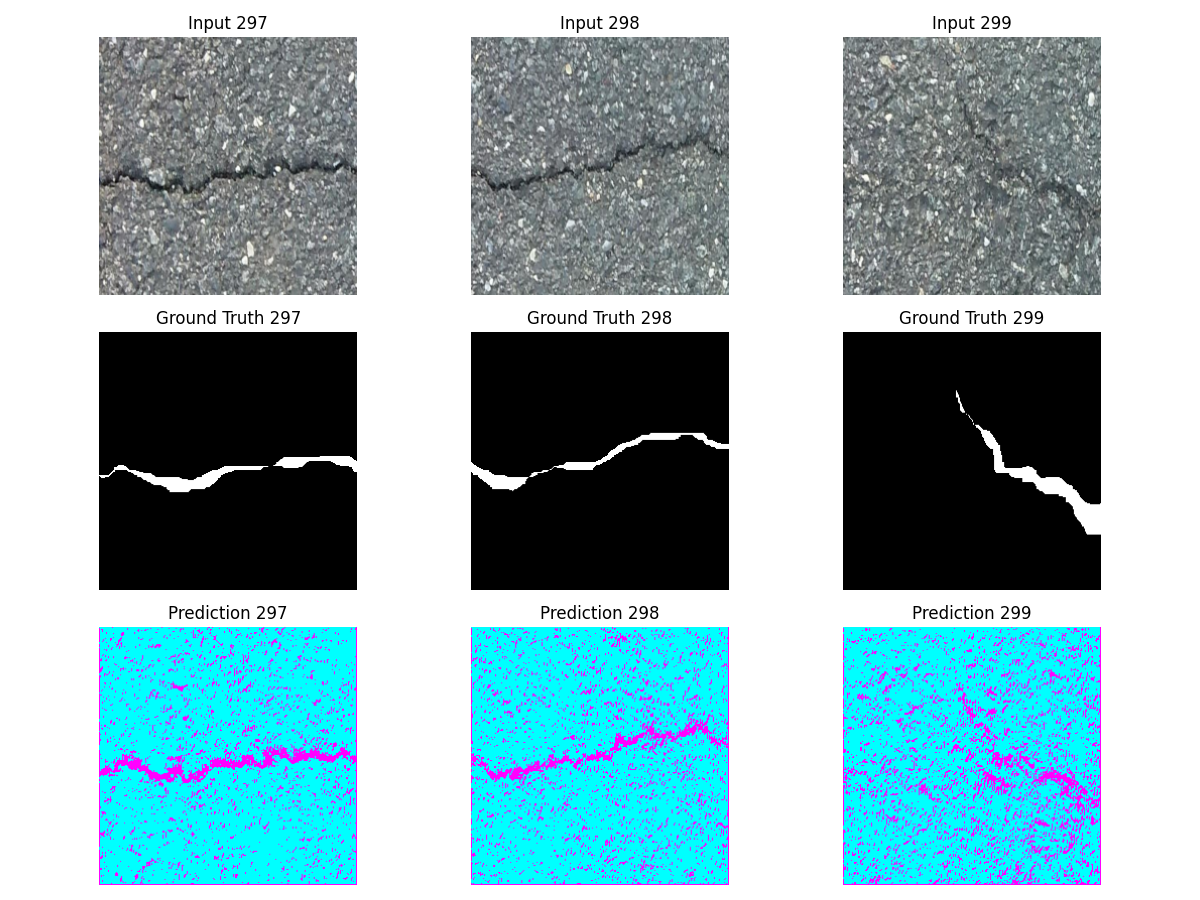 Input 297
Input 298
Input 299
Ground Truth 297
Ground Truth 298
Ground Truth 299
Prediction 297
Prediction 298
Prediction 299